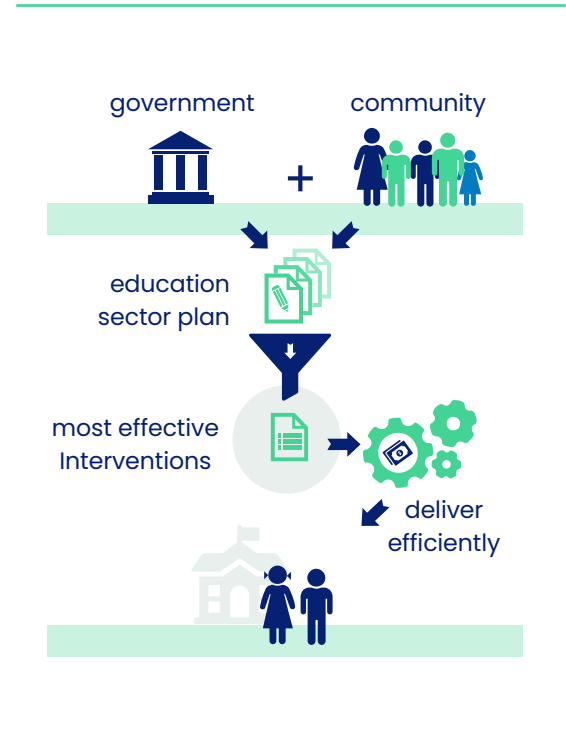 government
community
+
education
sector plan
most effective
Interventions
deliver
efficiently